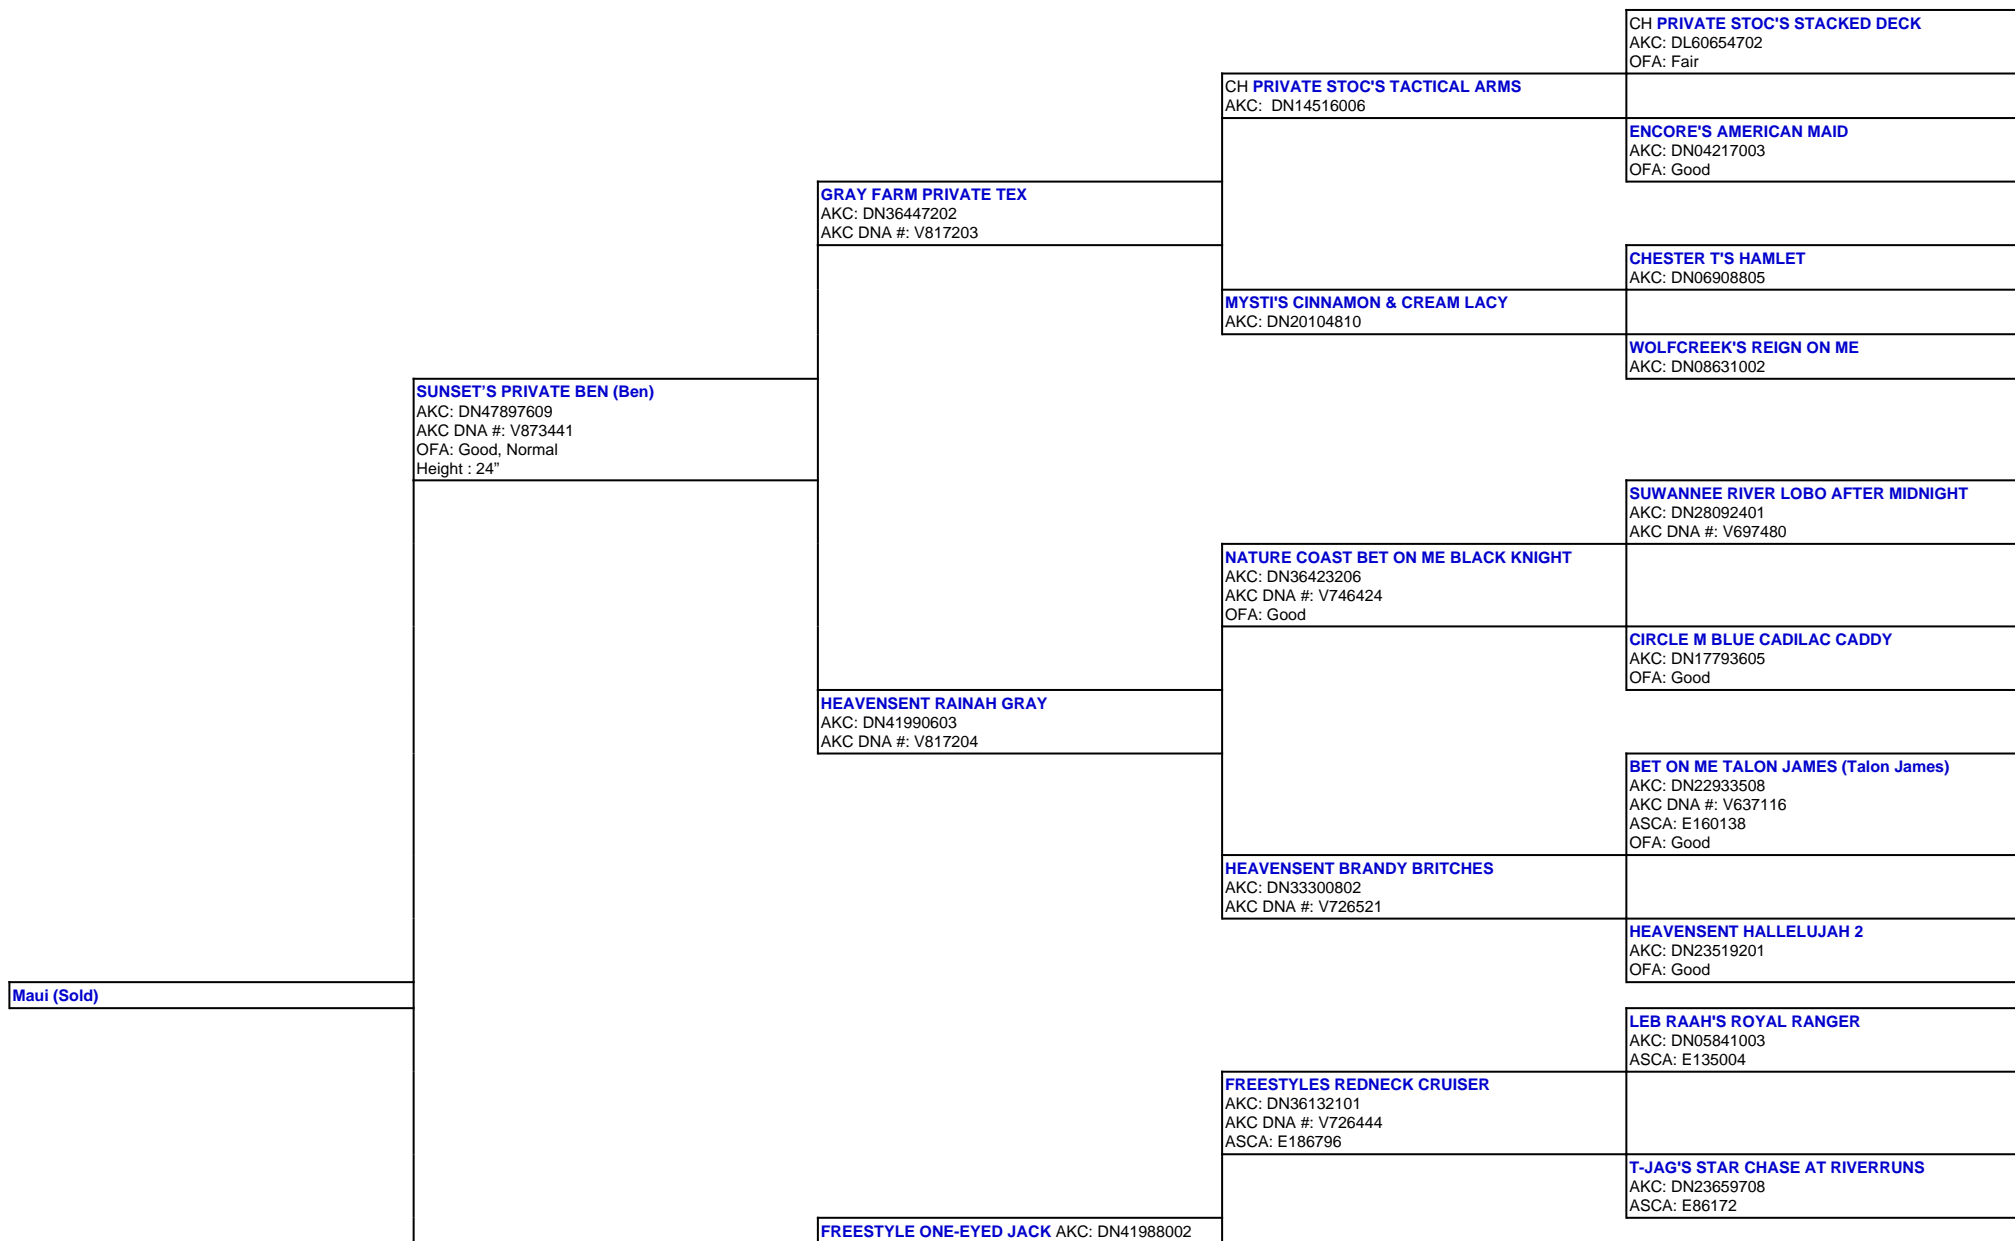 CH PRIVATE STOC'S STACKED DECK
AKC: DL60654702
OFA: Fair
CH PRIVATE STOC'S TACTICAL ARMS
AKC:  DN14516006
ENCORE'S AMERICAN MAID
AKC: DN04217003
OFA: Good
GRAY FARM PRIVATE TEX
AKC: DN36447202
AKC DNA #: V817203
CHESTER T'S HAMLET
AKC: DN06908805
MYSTI'S CINNAMON & CREAM LACY
AKC: DN20104810
WOLFCREEK'S REIGN ON ME
AKC: DN08631002
SUNSET’S PRIVATE BEN (Ben)
AKC: DN47897609
AKC DNA #: V873441
OFA: Good, Normal
Height : 24”
SUWANNEE RIVER LOBO AFTER MIDNIGHT
AKC: DN28092401
AKC DNA #: V697480
NATURE COAST BET ON ME BLACK KNIGHT
AKC: DN36423206
AKC DNA #: V746424
OFA: Good
CIRCLE M BLUE CADILAC CADDY
AKC: DN17793605
OFA: Good
HEAVENSENT RAINAH GRAY
AKC: DN41990603
AKC DNA #: V817204
BET ON ME TALON JAMES (Talon James)
AKC: DN22933508
AKC DNA #: V637116
ASCA: E160138
OFA: Good
HEAVENSENT BRANDY BRITCHES
AKC: DN33300802
AKC DNA #: V726521
HEAVENSENT HALLELUJAH 2
AKC: DN23519201
OFA: Good
Maui (Sold)
LEB RAAH'S ROYAL RANGER
AKC: DN05841003
ASCA: E135004
FREESTYLES REDNECK CRUISER
AKC: DN36132101
AKC DNA #: V726444
ASCA: E186796
T-JAG'S STAR CHASE AT RIVERRUNS
AKC: DN23659708
ASCA: E86172
FREESTYLE ONE-EYED JACK AKC: DN41988002